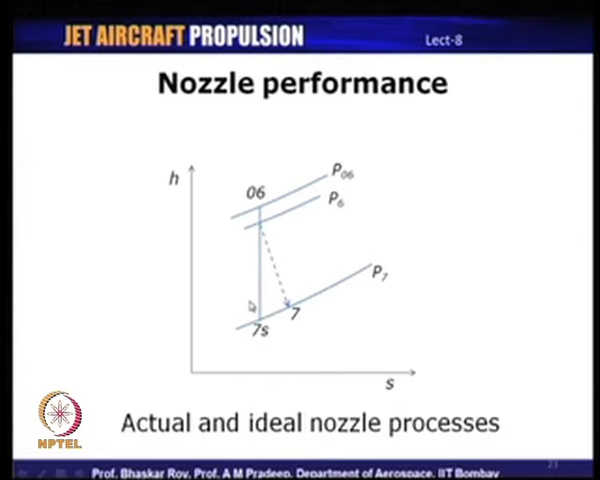 JET AIRCRAFT PROPULSION
Lect-8
Nozzle performance
h
06
P06
P6
P7
7
7s
s
Actual and ideal nozzle processes
NPTEL
23
Prof. Bhaskar Roy, Prof. A M Pradeep, Department of Aerospace, IIT Bombay